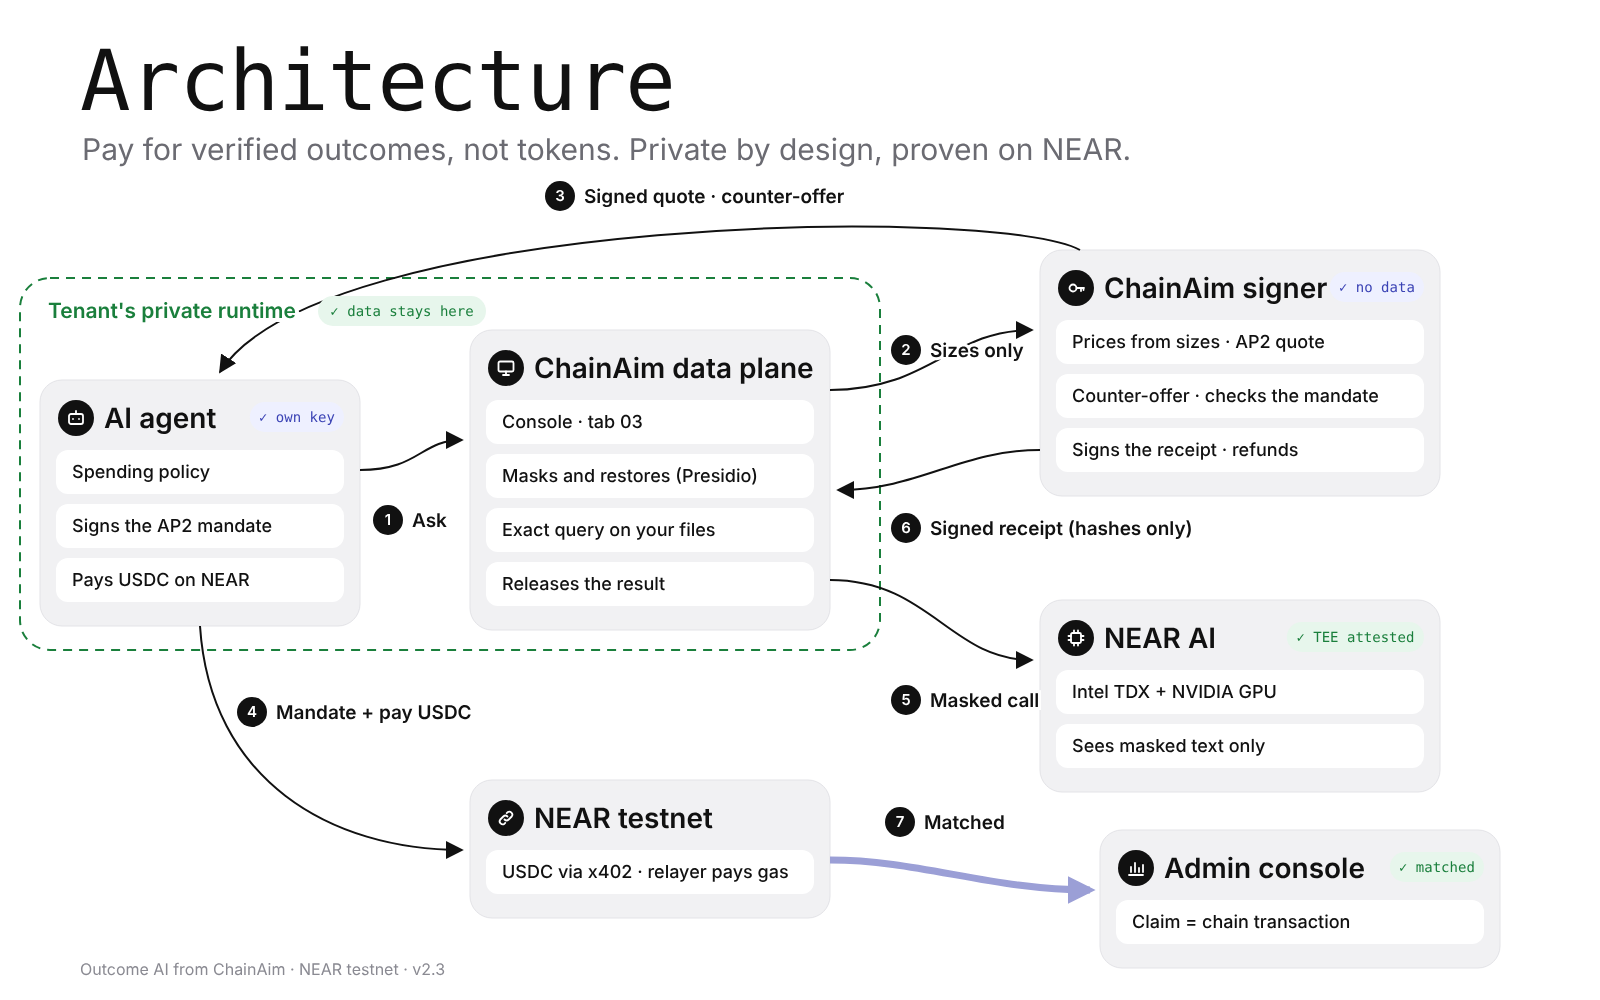 Architecture
Pay for verified outcomes, not tokens. Private by design, proven on NEAR.
3 Signed quote · counter-offer
Tenant's private runtime
✓ data stays here
AI agent
✓ own key
Spending policy
Signs the AP2 mandate
Pays USDC on NEAR
1 Ask
ChainAim data plane
Console · tab 03
Masks and restores (Presidio)
Exact query on your files
Releases the result
2 Sizes only
ChainAim signer
✓ no data
Prices from sizes · AP2 quote
Counter-offer · checks the mandate
Signs the receipt · refunds
6 Signed receipt (hashes only)
NEAR AI
✓ TEE attested
Intel TDX + NVIDIA GPU
Sees masked text only
5 Masked call
4 Mandate + pay USDC
NEAR testnet
USDC via x402 · relayer pays gas
7 Matched
Admin console
✓ matched
Claim = chain transaction
Outcome AI from ChainAim · NEAR testnet · v2.3